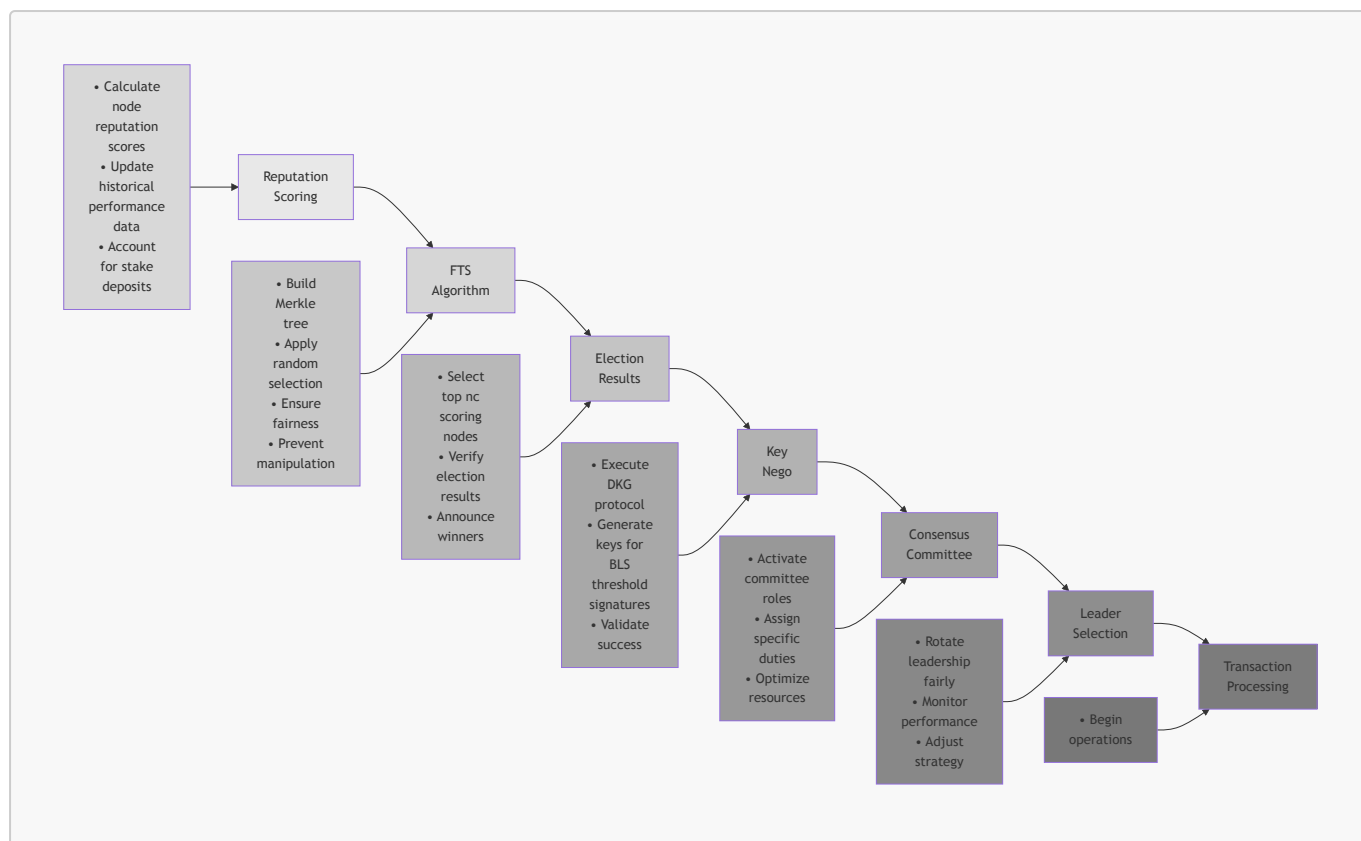 • Calculate
node
reputation
scores
• Update
historical
performance
data
• Account
for stake
deposits
Reputation
Scoring
• Build
Merkle
tree
• Apply
random
selection
• Ensure
fairness
• Prevent
manipulation
FTS
Algorithm
• Select
top nc
scoring
nodes
• Verify
election
results
• Announce
winners
Election
Results
• Execute
DKG
protocol
• Generate
keys for
BLS
threshold
signatures
• Validate
success
Key
Nego
• Activate
committee
roles
• Assign
specific
duties
• Optimize
resources
Consensus
Committee
• Rotate
leadership
fairly
• Monitor
performance
• Adjust
strategy
Leader
Selection
• Begin
operations
Transaction
Processing